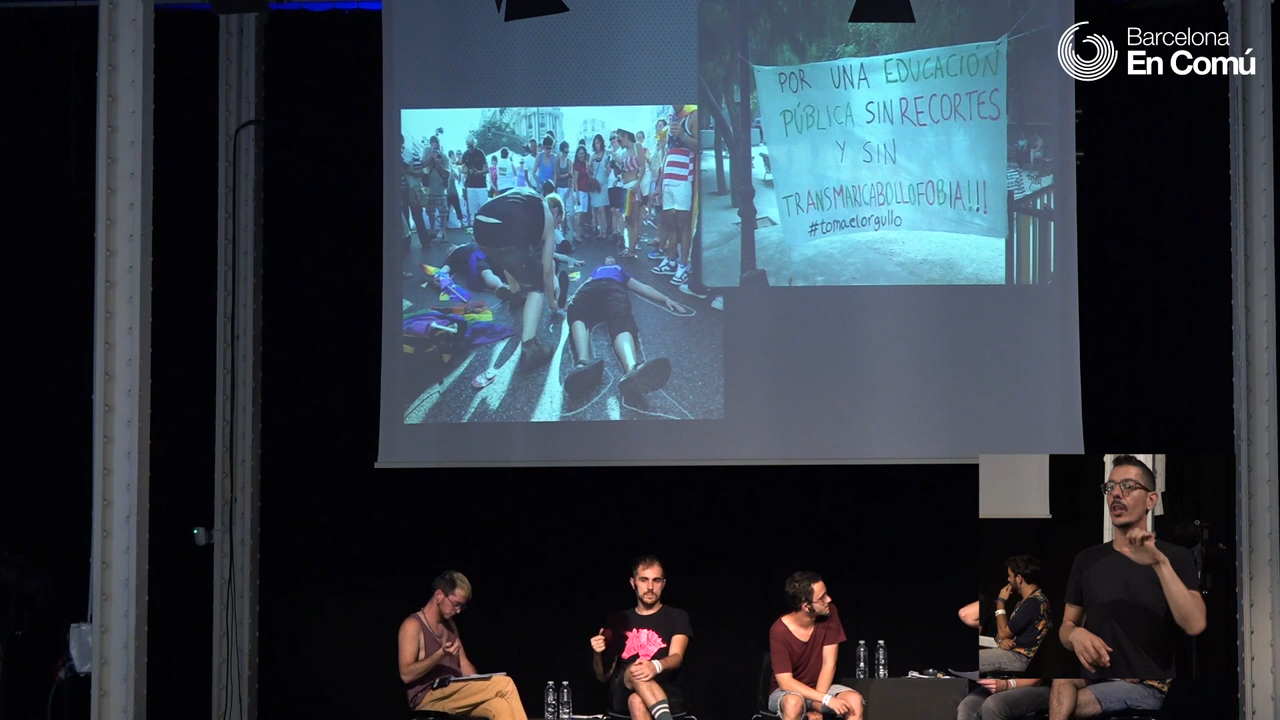 Barcelona
En Comú
POR UNA EDUCACIÓN
PÚBLICA SIN RECORTES
Y SIN
TRANSMARICABOLLOFOBIA!!!
#tomaelorgullo